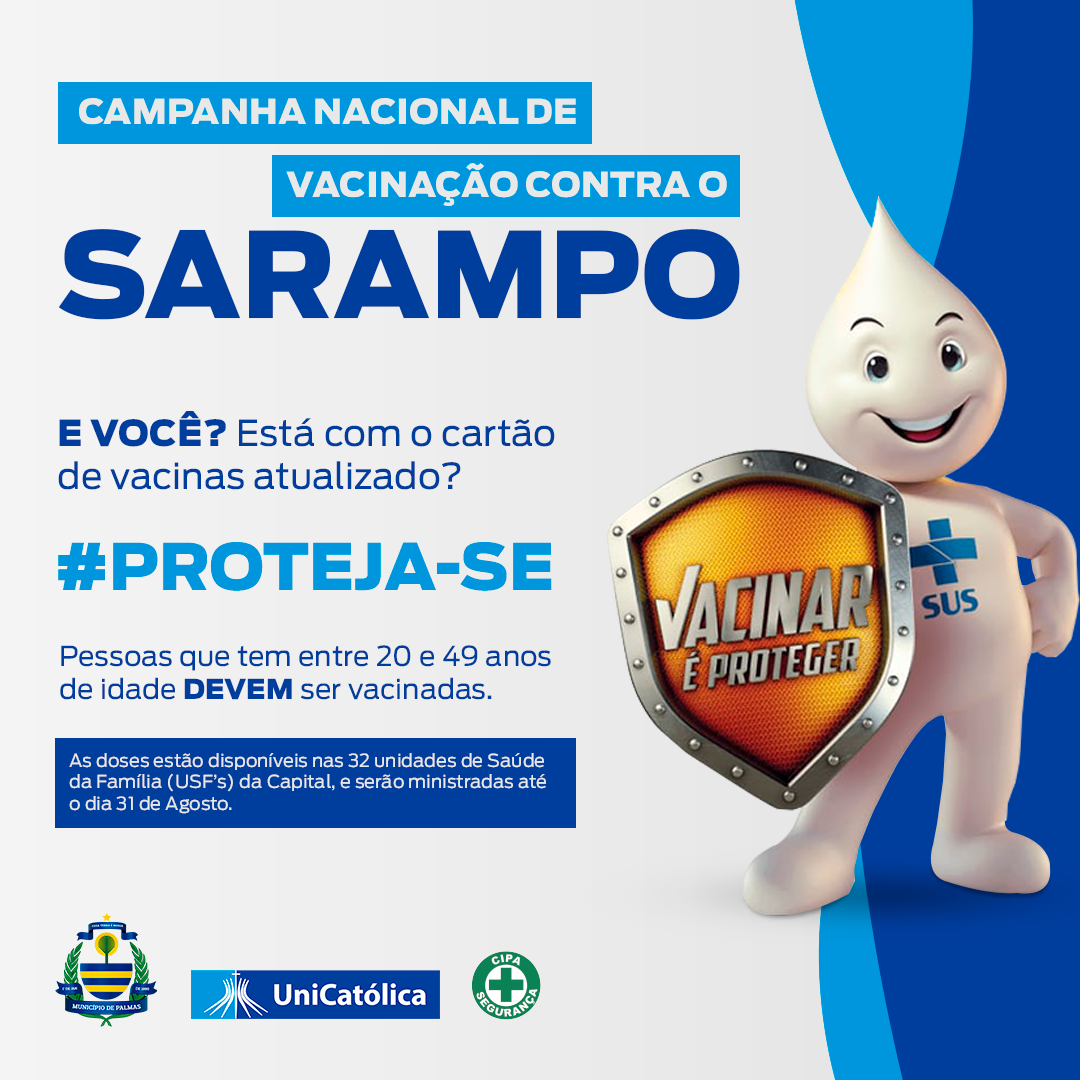 CAMPANHA NACIONAL DE
VACINAÇÃO CONTRA O
SARAMPO
E VOCÊ? Está com o cartão
de vacinas atualizado?
#PROTEJA-SE
Pessoas que tem entre 20 e 49 anos
de idade DEVEM ser vacinadas.
As doses estão disponíveis nas 32 unidades de Saúde
da Família (USF's) da Capital, e serão ministradas até
o dia 31 de Agosto.
VACINAR
É PROTEGER
SUS
MUNICÍPIO DE PALMAS
UniCatólica
CIPA
SEGURANÇA